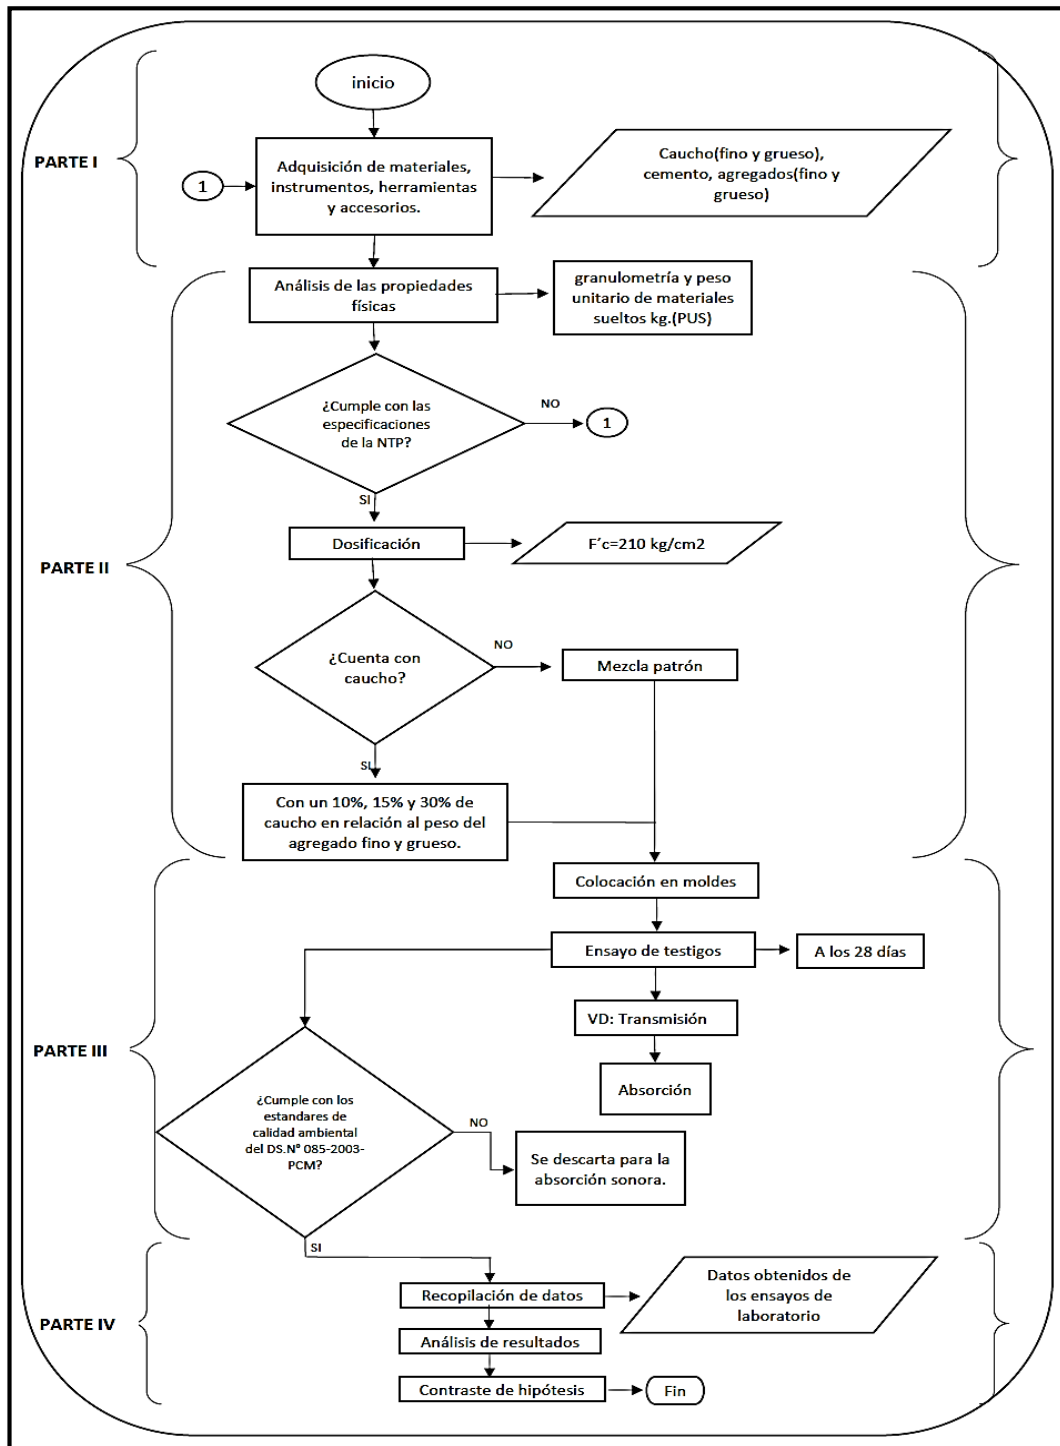 inicio
PARTE I
1
Adquisición de materiales,
instrumentos, herramientas
y accesorios.
Caucho(fino y grueso),
cemento, agregados(fino y
grueso)
Análisis de las propiedades
físicas
granulometría y peso
unitario de materiales
sueltos kg.(PUS)
¿Cumple con las
especificaciones
de la NTP?
NO
1
SI
Dosificación
F´c=210 kg/cm2
PARTE II
¿Cuenta con
caucho?
NO
Mezcla patrón
SI
Con un 10%, 15% y 30% de
caucho en relación al peso del
agregado fino y grueso.
Colocación en moldes
Ensayo de testigos
A los 28 días
VD: Transmisión
PARTE III
Absorción
¿Cumple con los
estandares de
calidad ambiental
del DS.N° 085-2003-
PCM?
NO
Se descarta para la
absorción sonora.
SI
PARTE IV
Recopilación de datos
Datos obtenidos de
los ensayos de
laboratorio
Análisis de resultados
Contraste de hipótesis
Fin